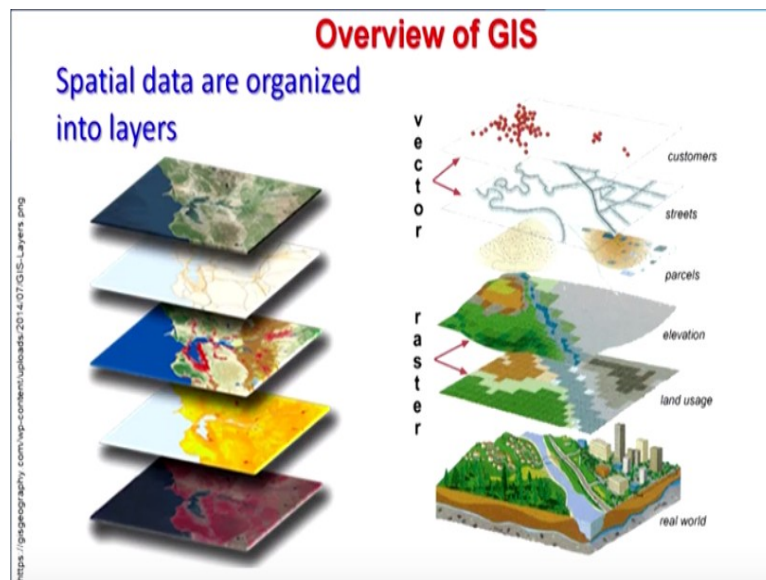 Overview of GIS
Spatial data are organized
into layers
https://gisgeography.com/wp-content/uploads/2014/07/GIS-Layers.png
vector
customers
streets
parcels
raster
elevation
land usage
real world